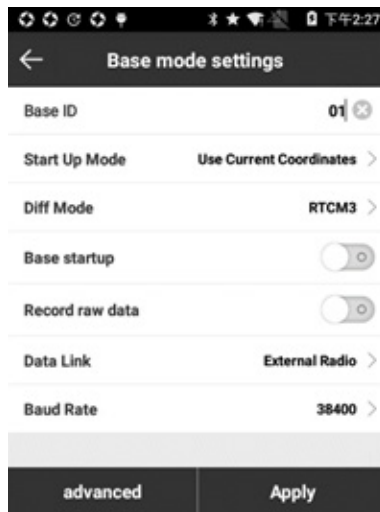 下午2:27
Base mode settings
Base ID 01
Start Up Mode Use Current Coordinates
Diff Mode RTCM3
Base startup
Record raw data
Data Link External Radio
Baud Rate 38400
advanced Apply